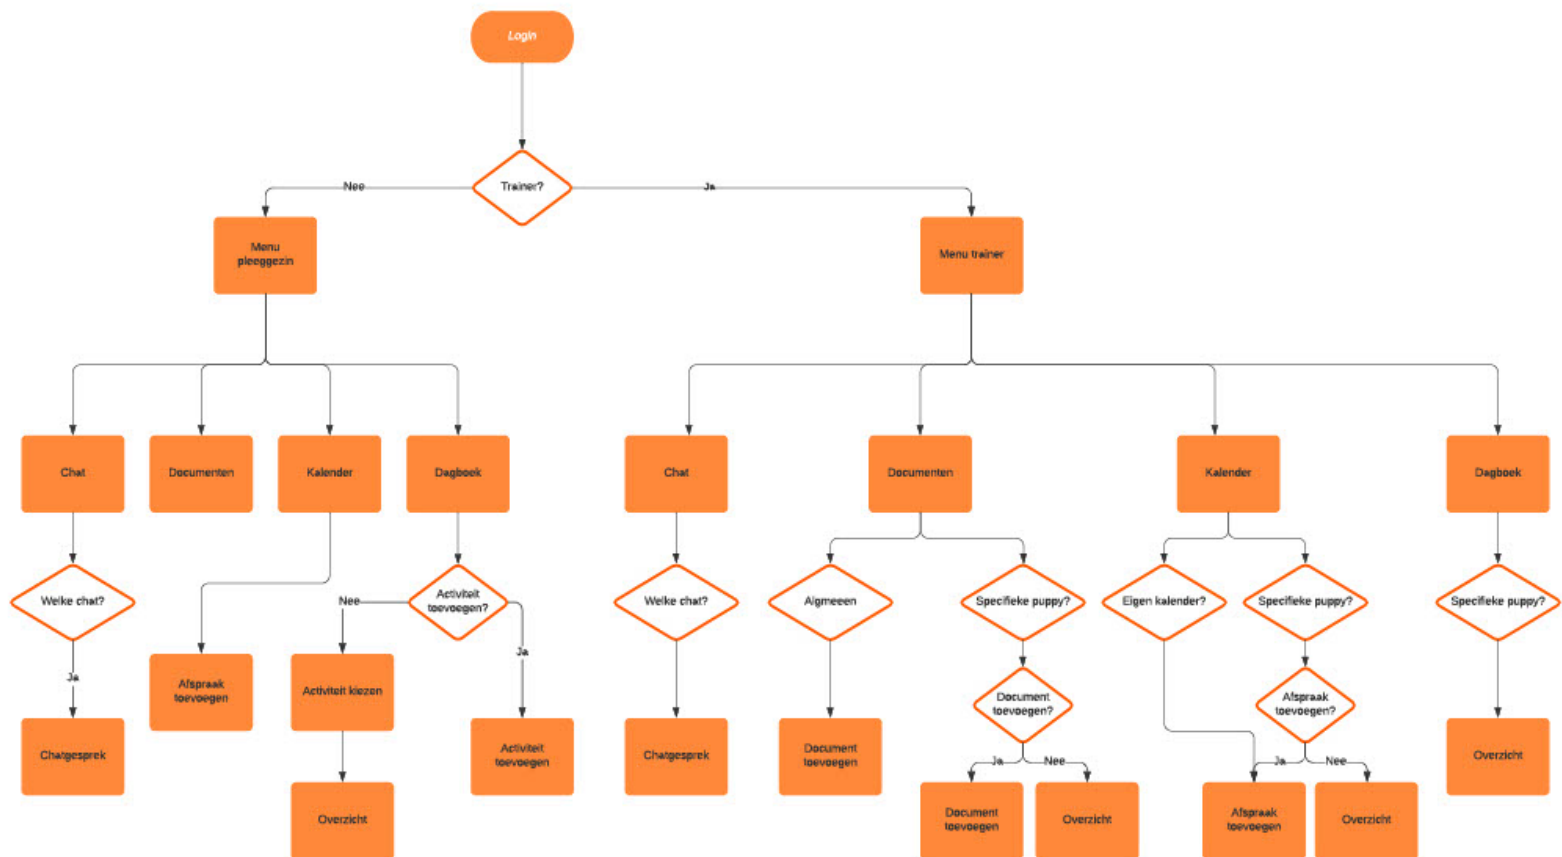 Login
Trainer?
Nee
Ja
Menu
pleeggezin
Menu trainer
Chat
Documenten
Kalender
Dagboek
Chat
Documenten
Kalender
Dagboek
Welke chat?
Nee
Activiteit
toevoegen?
Welke chat?
Algmeeen
Specifieke puppy?
Eigen kalender?
Specifieke puppy?
Specifieke puppy?
Ja
Ja
Afspraak
toevoegen
Activiteit kiezen
Document
toevoegen?
Afspraak
toevoegen?
Chatgesprek
Activiteit
toevoegen
Chatgesprek
Document
toevoegen
Ja
Nee
Ja
Nee
Overzicht
Overzicht
Document
toevoegen
Overzicht
Afspraak
toevoegen
Overzicht